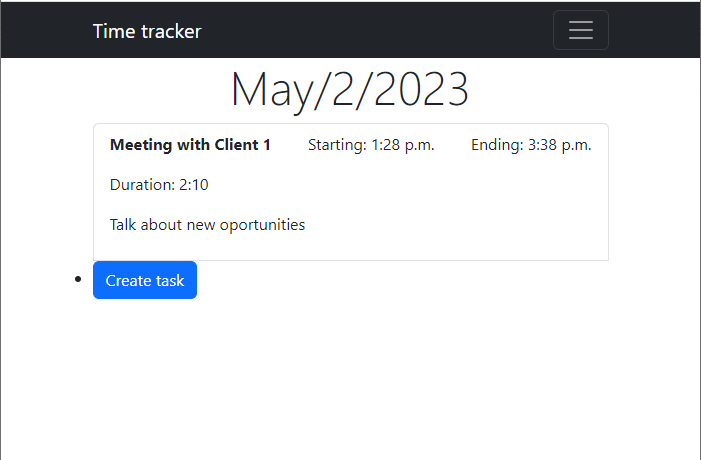 Time tracker
May/2/2023
Meeting with Client 1 Starting: 1:28 p.m. Ending: 3:38 p.m.
Duration: 2:10
Talk about new oportunities
Create task